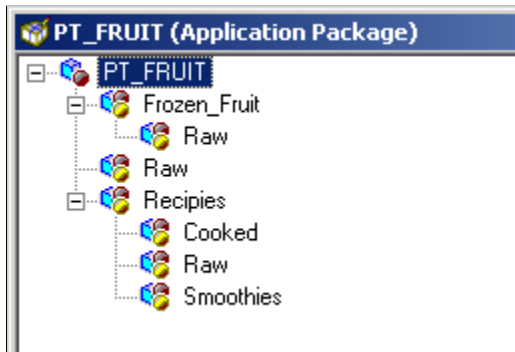 PT_FRUIT (Application Package)
PT_FRUIT
Frozen_Fruit
Raw
Raw
Recipies
Cooked
Raw
Smoothies